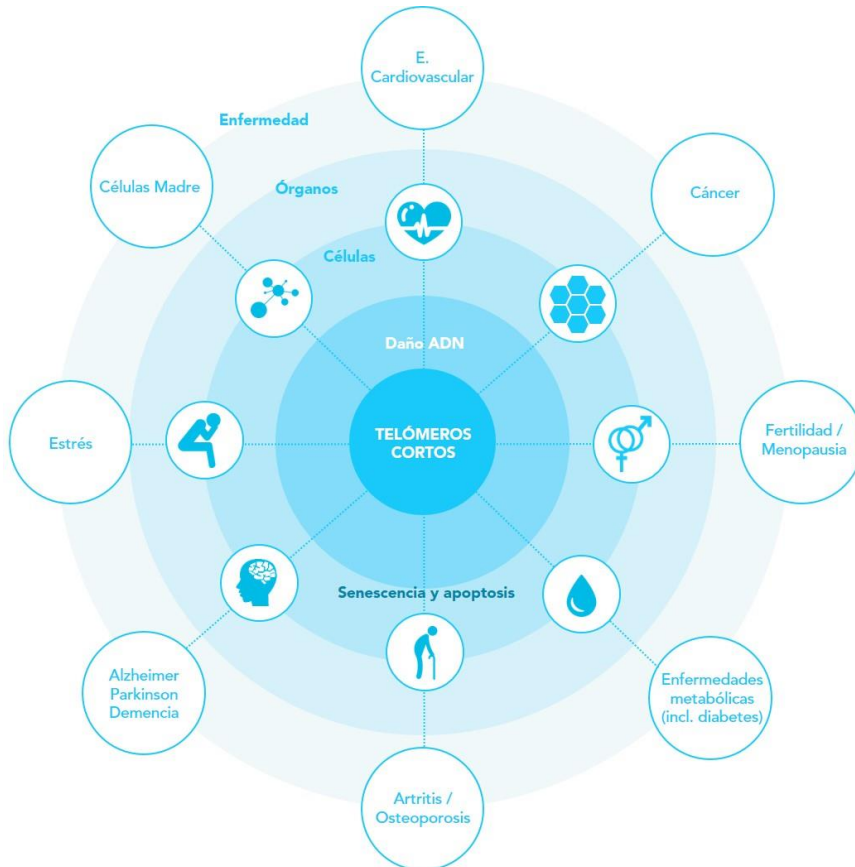 E.
Cardiovascular
Enfermedad
Células Madre
Órganos
Cáncer
Células
Daño ADN
TELÓMEROS
CORTOS
Estrés
Fertilidad /
Menopausia
Senescencia y apoptosis
Alzheimer
Parkinson
Demencia
Enfermedades
metabólicas
(incl. diabetes)
Artritis /
Osteoporosis